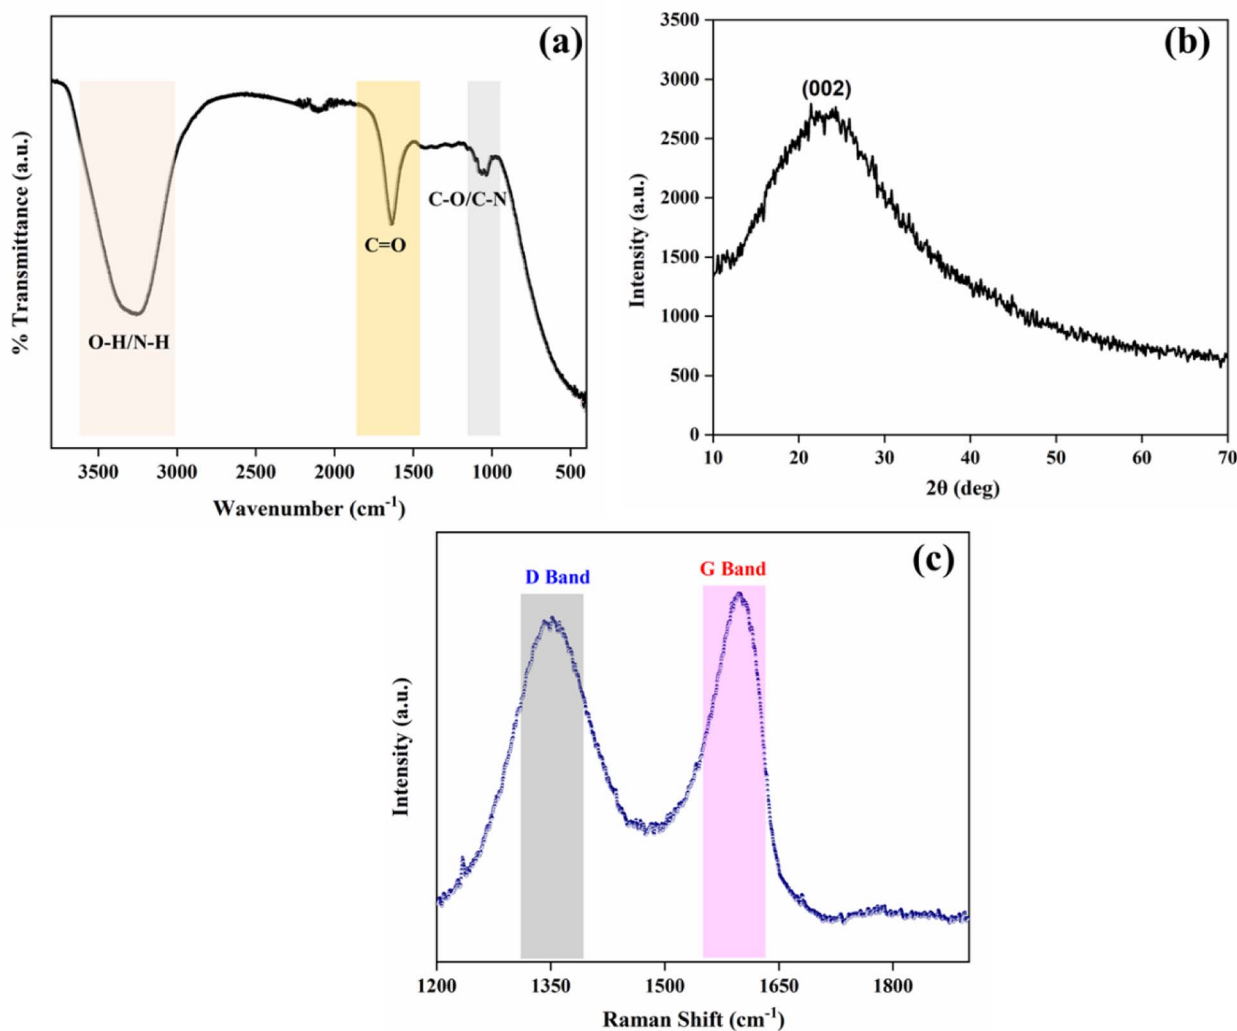 (a)
% Transmittance (a.u.)
O-H/N-H
C=O
C-O/C-N
3500 3000 2000 1500 1000 500
Wavenumber (cm⁻¹)
(b)
(002)
Intensity (a.u.)
3500
3000
2500
2000
1500
1000
500
0
10 20 30 40 50 60 70
2θ (deg)
(c)
D Band
G Band
Intensity (a.u.)
1200 1350 1500 1650 1800
Raman Shift (cm⁻¹)